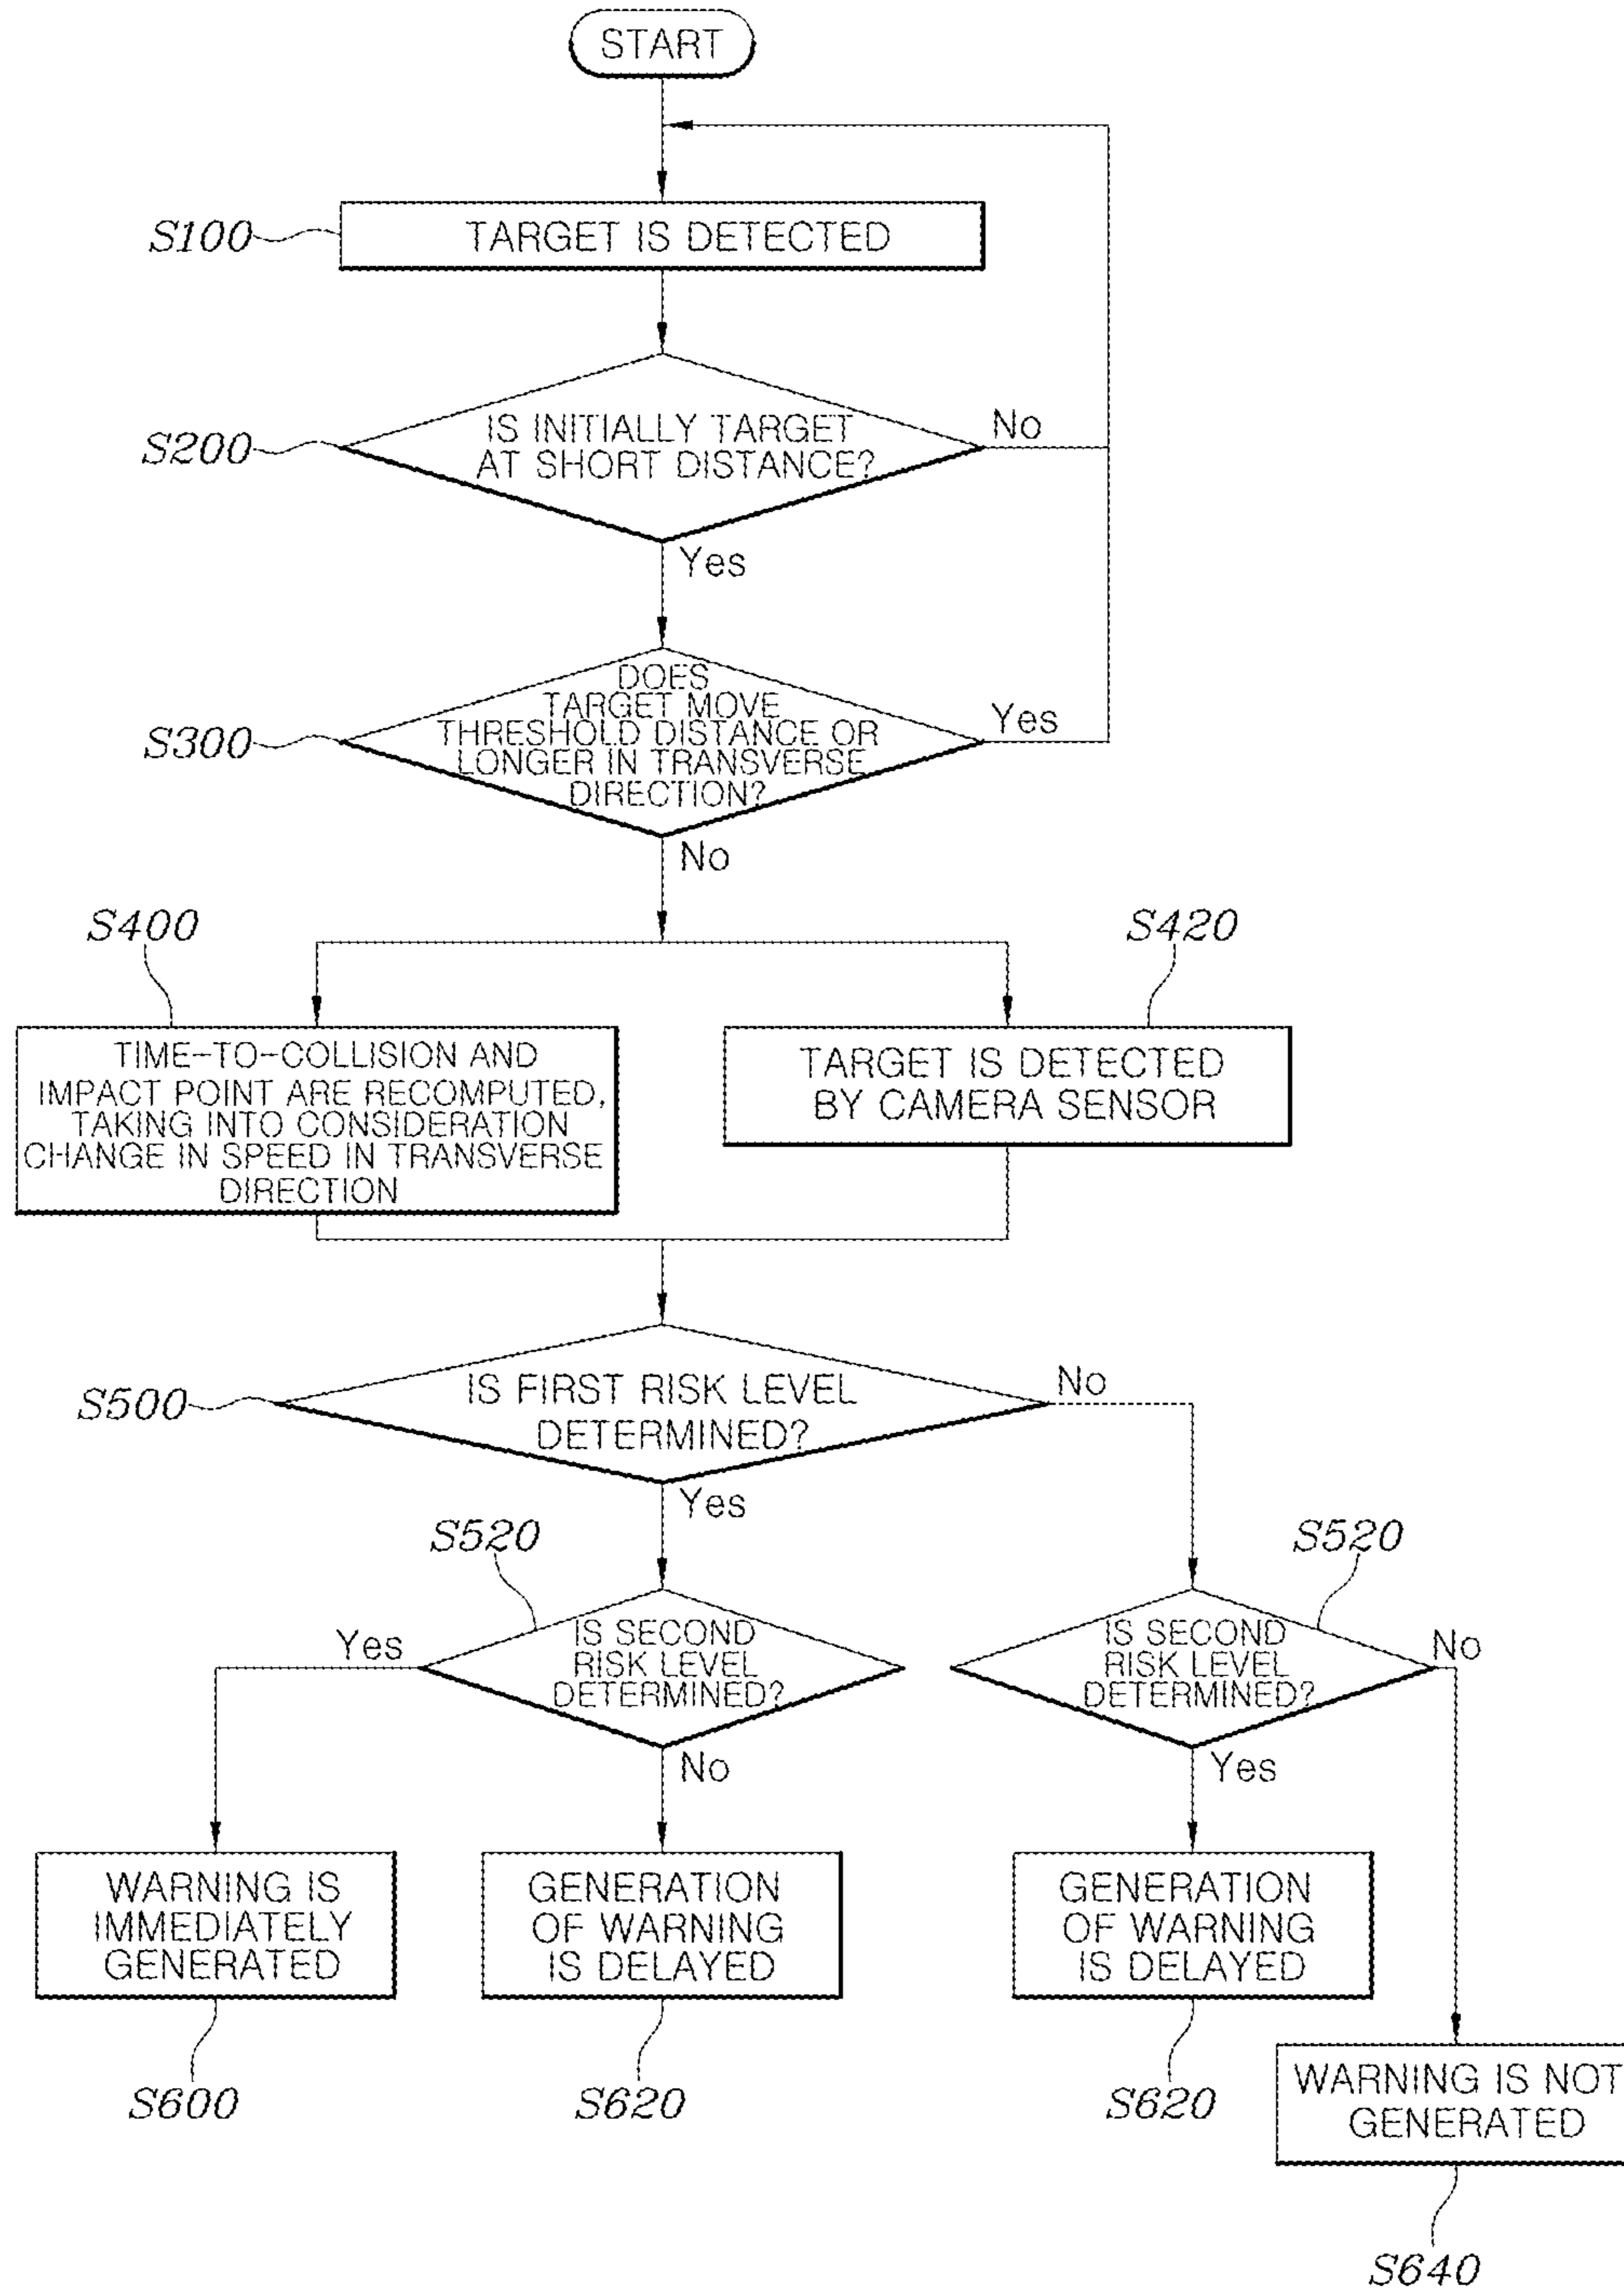 START
S100
TARGET IS DETECTED
S200
IS INITIALLY TARGET
AT SHORT DISTANCE?
No
Yes
S300
DOES
TARGET MOVE
THRESHOLD DISTANCE OR
LONGER IN TRANSVERSE
DIRECTION?
Yes
No
S400
S420
TIME-TO-COLLISION AND
IMPACT POINT ARE RECOMPUTED,
TAKING INTO CONSIDERATION
CHANGE IN SPEED IN TRANSVERSE
DIRECTION
TARGET IS DETECTED
BY CAMERA SENSOR
S500
IS FIRST RISK LEVEL
DETERMINED?
No
Yes
S520
S520
Yes
IS SECOND
RISK LEVEL
DETERMINED?
No
IS SECOND
RISK LEVEL
DETERMINED?
No
Yes
WARNING IS
IMMEDIATELY
GENERATED
GENERATION
OF WARNING
IS DELAYED
GENERATION
OF WARNING
IS DELAYED
S600
S620
S620
WARNING IS NOT
GENERATED
S640